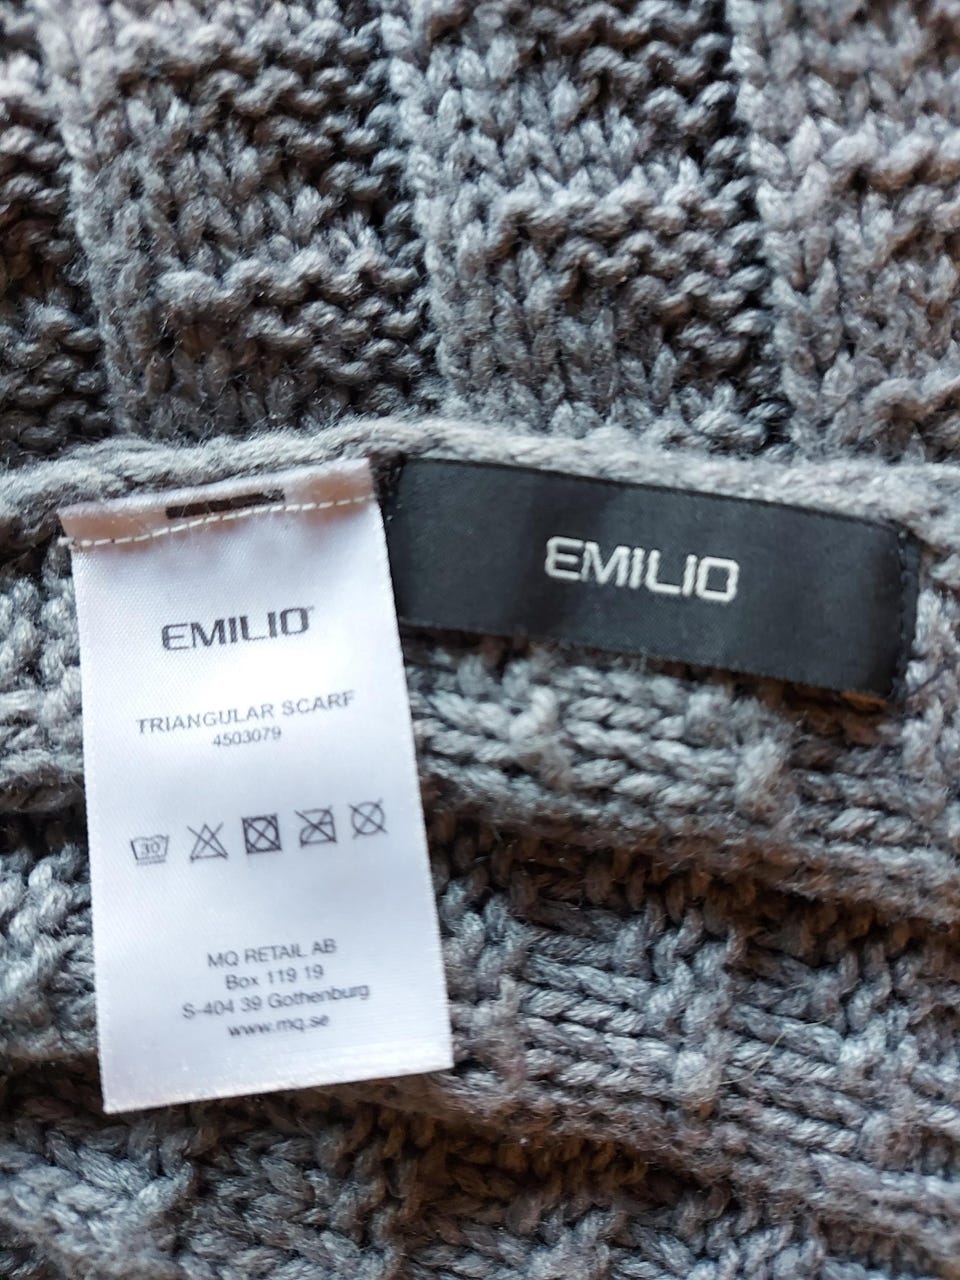 EMILIO
TRIANGULAR SCARF
4503079
30
MQ RETAIL AB
Box 119 19
S-404 39 Gothenburg
www.mq.se
EMILIO